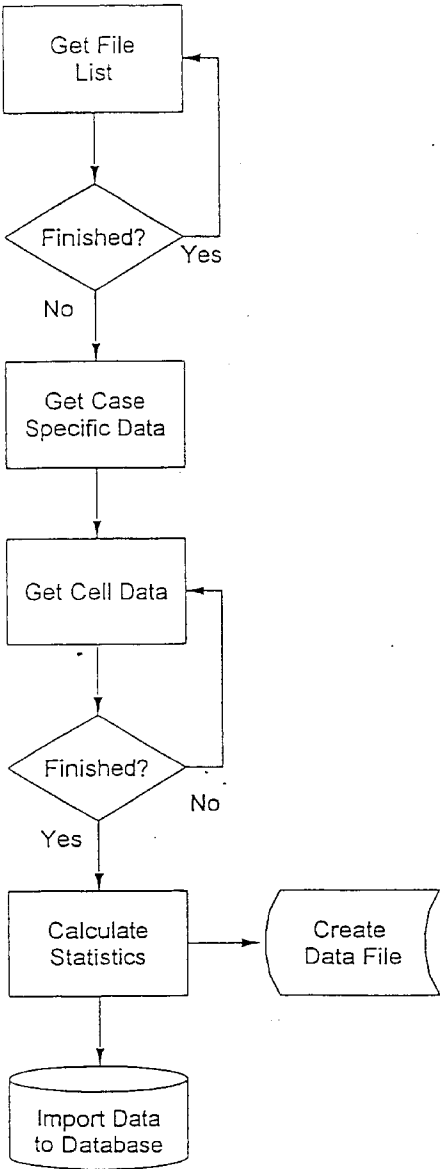 Get File
List
Finished?
Yes
No
Get Case
Specific Data
Get Cell Data
Finished?
No
Yes
Calculate
Statistics
Create
Data File
Import Data
to Database